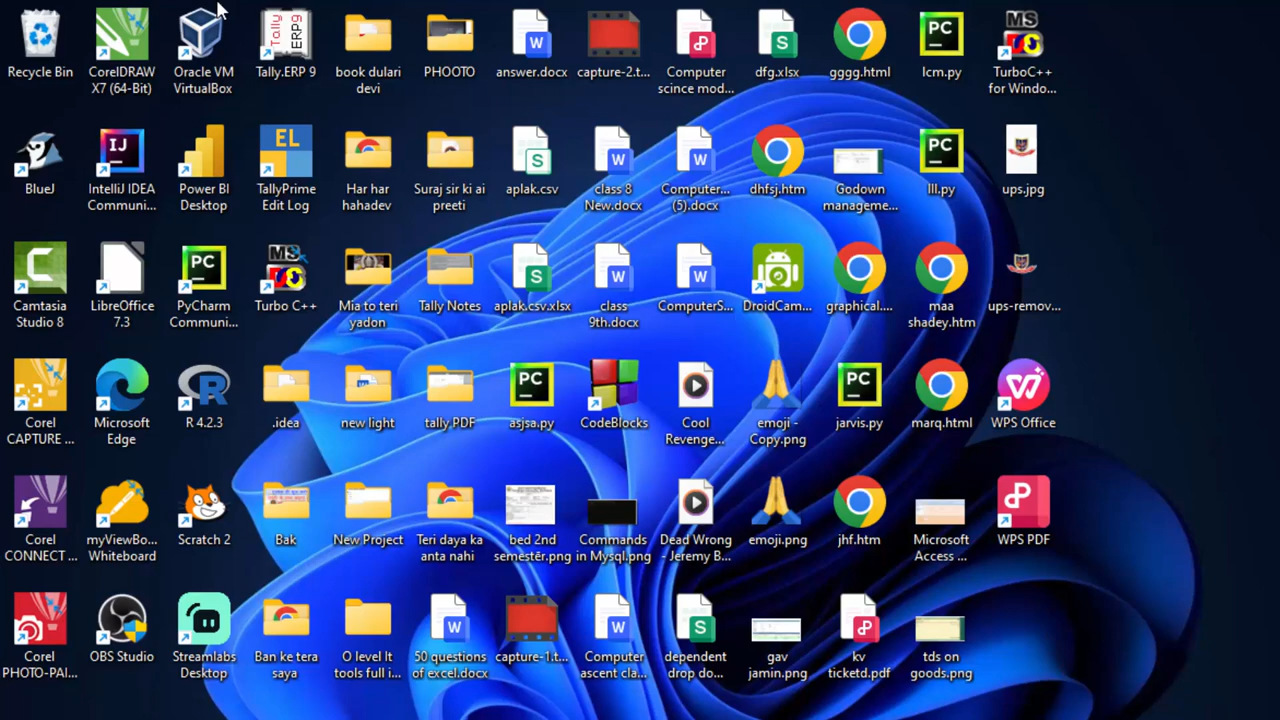 Recycle Bin
CorelDRAW
X7 (64-Bit)
Oracle VM
VirtualBox
Tally.ERP 9
book dulari
devi
PHOOTO
answer.docx
capture-2.t...
Computer
scince mod...
dfg.xlsx
gggg.html
lcm.py
TurboC++
for Windo...
BlueJ
IntelliJ IDEA
Communi...
Power BI
Desktop
TallyPrime
Edit Log
Har har
hahadev
Suraj sir ki ai
preeti
aplak.csv
class 8
New.docx
Computer...
(5).docx
dhfsj.htm
Godown
manageme...
lll.py
ups.jpg
Camtasia
Studio 8
LibreOffice
7.3
PyCharm
Communi...
Turbo C++
Mia to teri
yadon
Tally Notes
aplak.csv.xlsx
class
9th.docx
ComputerS...
DroidCam...
graphical....
maa
shadey.htm
ups-remov...
Corel
CAPTURE ...
Microsoft
Edge
R 4.2.3
.idea
new light
tally PDF
asjsa.py
CodeBlocks
Cool
Revenge...
emoji -
Copy.png
jarvis.py
marq.html
WPS Office
Corel
CONNECT ...
myViewBo...
Whiteboard
Scratch 2
Bak
New Project
Teri daya ka
anta nahi
bed 2nd
semestër.png
Commands
in Mysql.png
Dead Wrong
- Jeremy B...
emoji.png
jhf.htm
Microsoft
Access ...
WPS PDF
Corel
PHOTO-PAI...
OBS Studio
Streamlabs
Desktop
Ban ke tera
saya
O level It
tools full i...
50 questions
of excel.docx
capture-1.t...
Computer
ascent cla...
dependent
drop do...
gav
jamin.png
kv
ticketd.pdf
tds on
goods.png